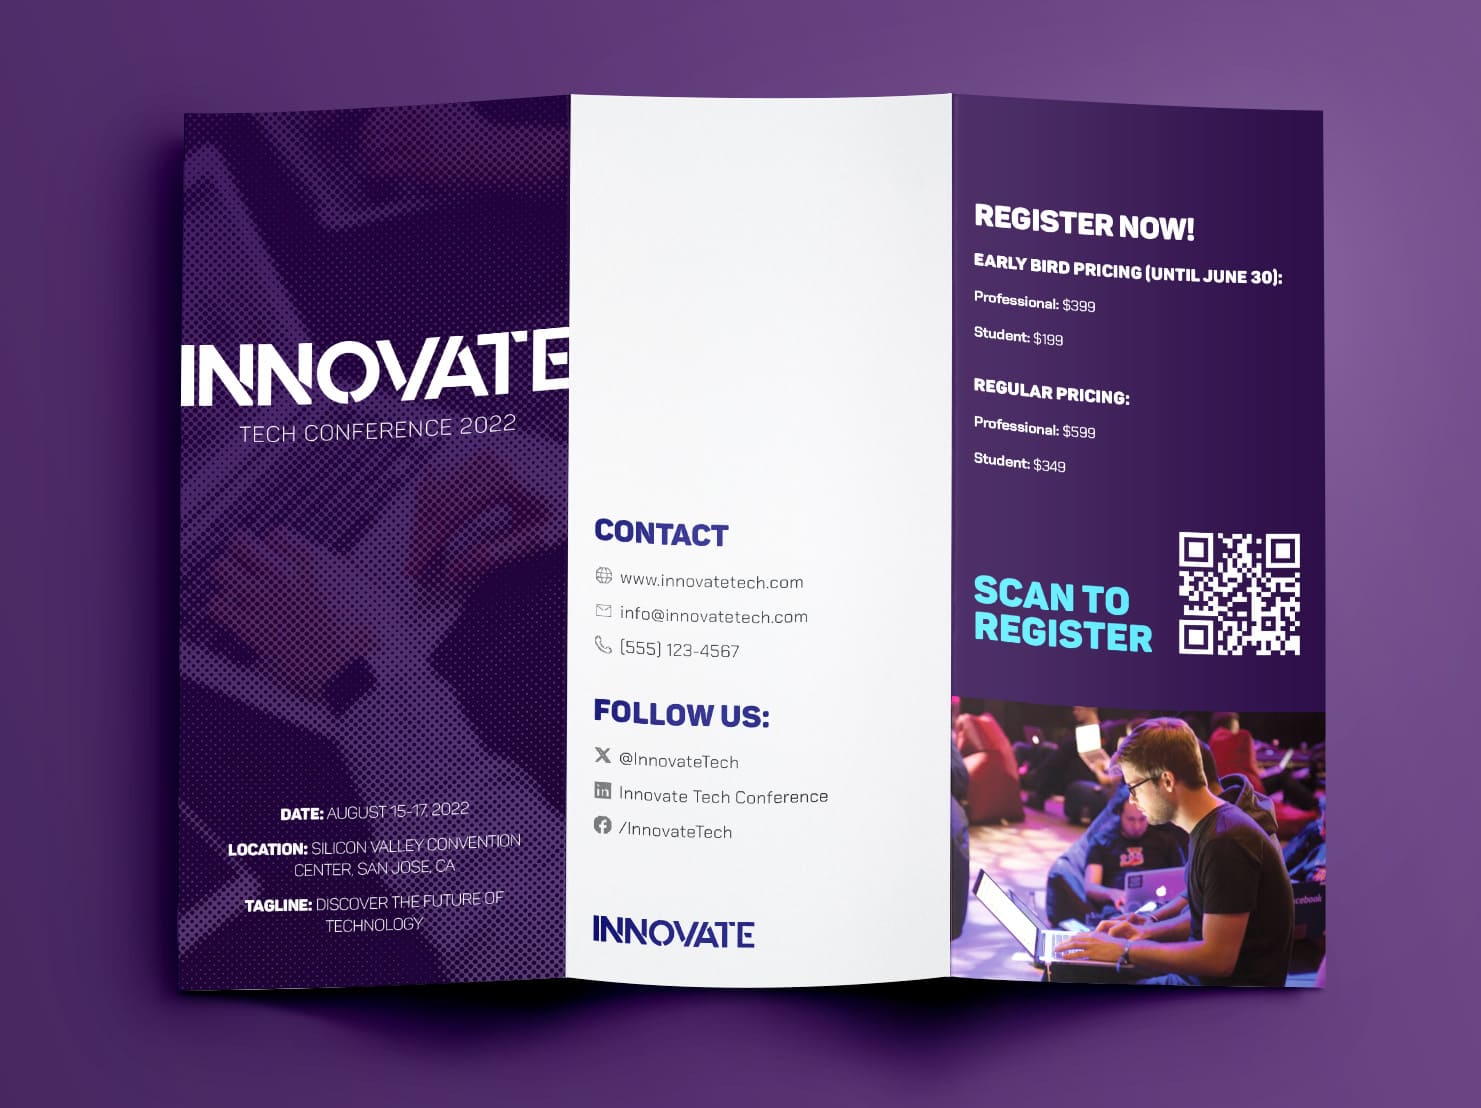 INNOVATE
TECH CONFERENCE 2022
DATE: AUGUST 15-17, 2022
LOCATION: SILICON VALLEY CONVENTION
CENTER, SAN JOSE, CA
TAGLINE: DISCOVER THE FUTURE OF
TECHNOLOGY
CONTACT
www.innovatetech.com
info@innovatetech.com
(555) 123-4567
FOLLOW US:
@InnovateTech
Innovate Tech Conference
/InnovateTech
INNOVATE
REGISTER NOW!
EARLY BIRD PRICING (UNTIL JUNE 30):
Professional: $399
Student: $199
REGULAR PRICING:
Professional: $599
Student: $349
SCAN TO
REGISTER